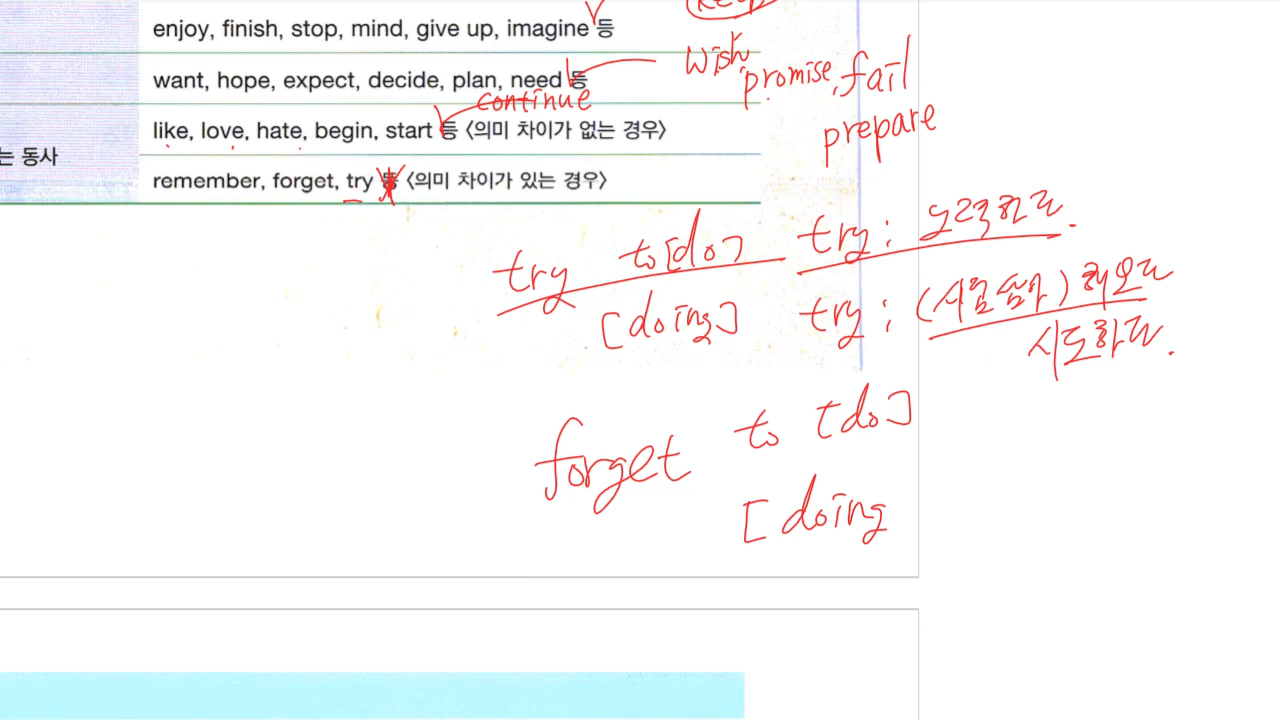 enjoy, finish, stop, mind, give up, imagine 등
wish
promise, fail
want, hope, expect, decide, plan, need 등
continue
prepare
like, love, hate, begin, start 등 〈의미 차이가 없는 경우〉
는 동사
remember, forget, try 등 〈의미 차이가 있는 경우〉
try to [do] try : 노력한다.
[doing] try : (시험삼아) 해보다
시도하다.
forget to [do]
[doing